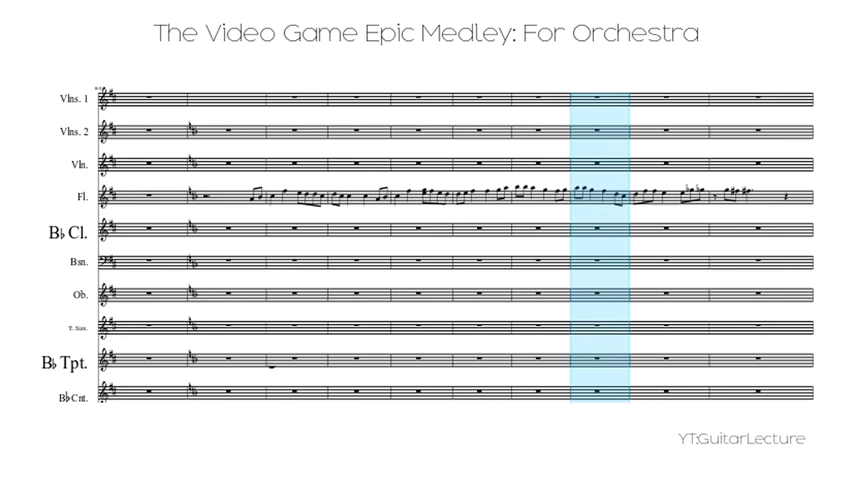 The Video Game Epic Medley: For Orchestra
Vlns. 1
Vlns. 2
Vln.
Fl.
B♭ Cl.
Bsn.
Ob.
T. Sax.
B♭ Tpt.
B♭ Cnt.
YT:GuitarLecture